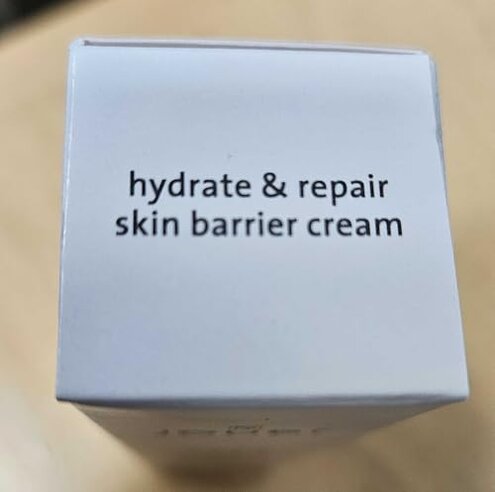 hydrate & repair
skin barrier cream